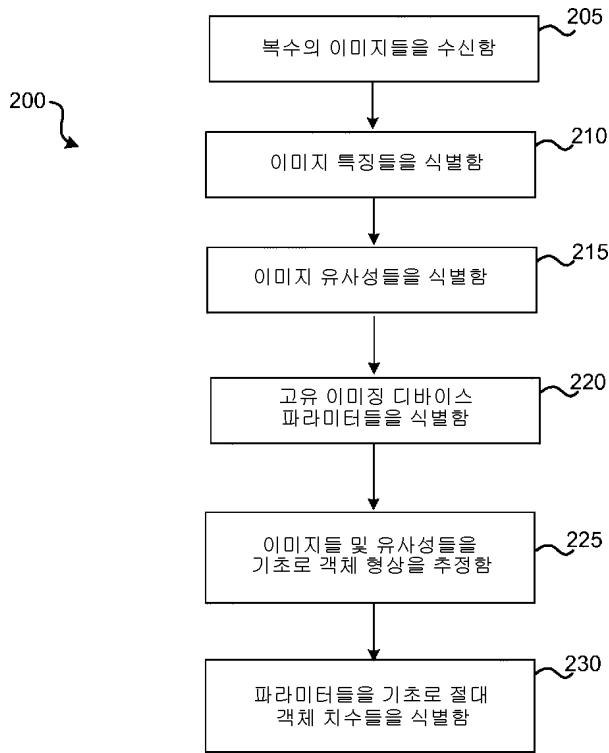 205
복수의 이미지들을 수신함
200
210
이미지 특징들을 식별함
215
이미지 유사성들을 식별함
220
고유 이미징 디바이스
파라미터들을 식별함
225
이미지들 및 유사성들을
기초로 객체 형상을 추정함
230
파라미터들을 기초로 절대
객체 치수들을 식별함